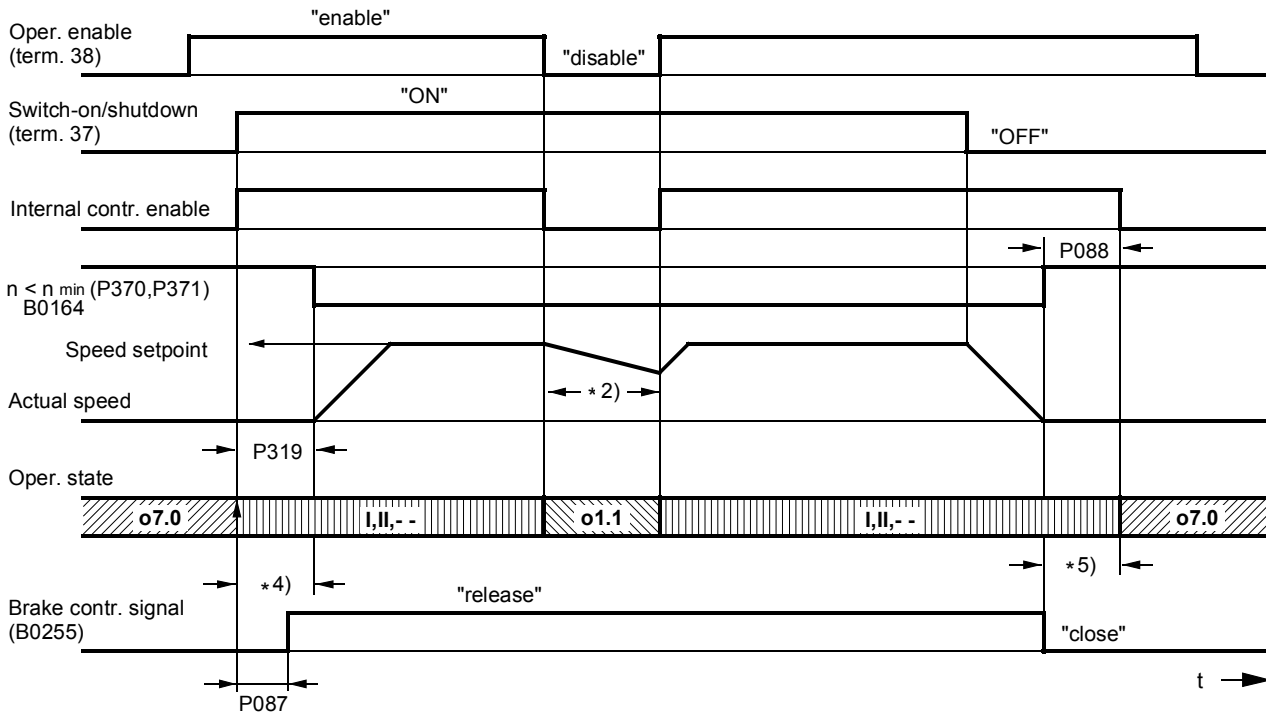 "enable"
Oper. enable
(term. 38)
"disable"
"ON"
Switch-on/shutdown
(term. 37)
"OFF"
Internal contr. enable
P088
n < n min (P370,P371)
B0164
Speed setpoint
* 2)
Actual speed
P319
Oper. state
o7.0
I,II,- -
o1.1
I,II,- -
o7.0
* 4)
* 5)
"release"
Brake contr. signal
(B0255)
"close"
t
P087